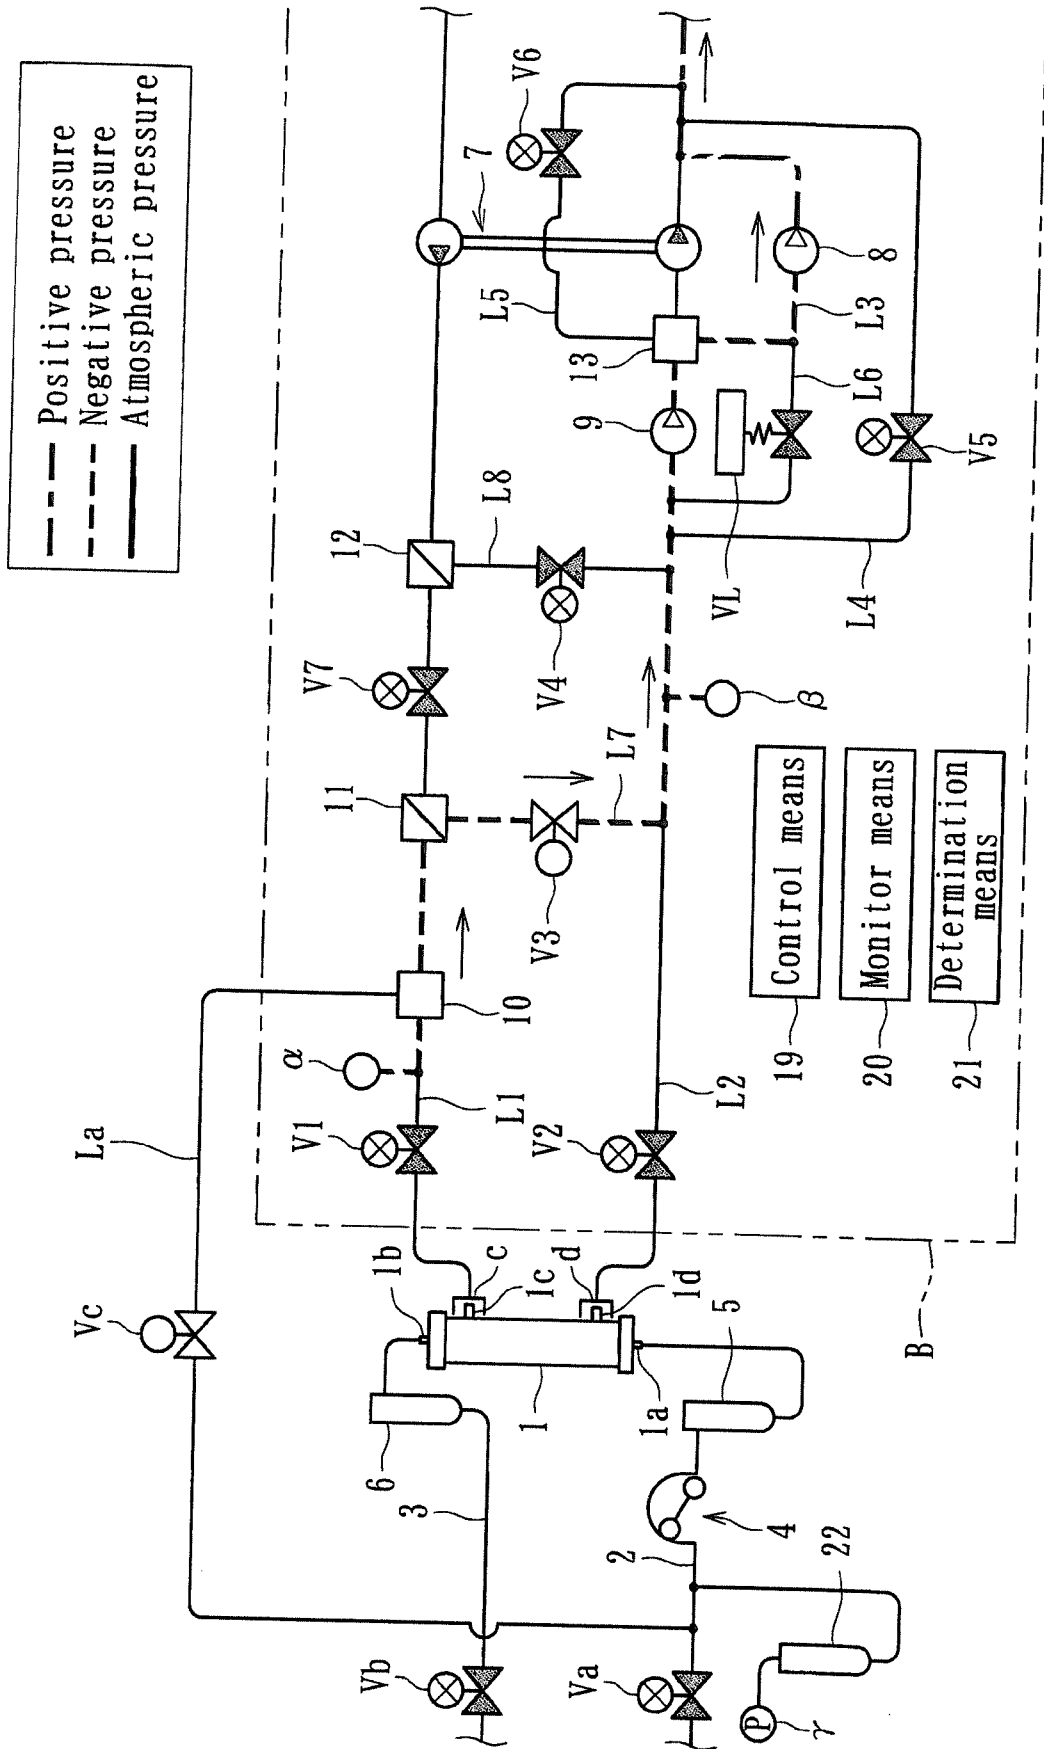 Positive pressure
Negative pressure
Atmospheric pressure
V6
7
L5
13
9
8
L3
L6
V5
VL
L4
12
L8
V4
V7
11
L7
V3
β
10
α
L1
V1
L2
V2
La
Vc
Control means
19
Monitor means
20
Determination
means
21
1b
c
1c
d
1d
1
1a
5
6
3
4
2
22
Vb
Va
P
γ
B